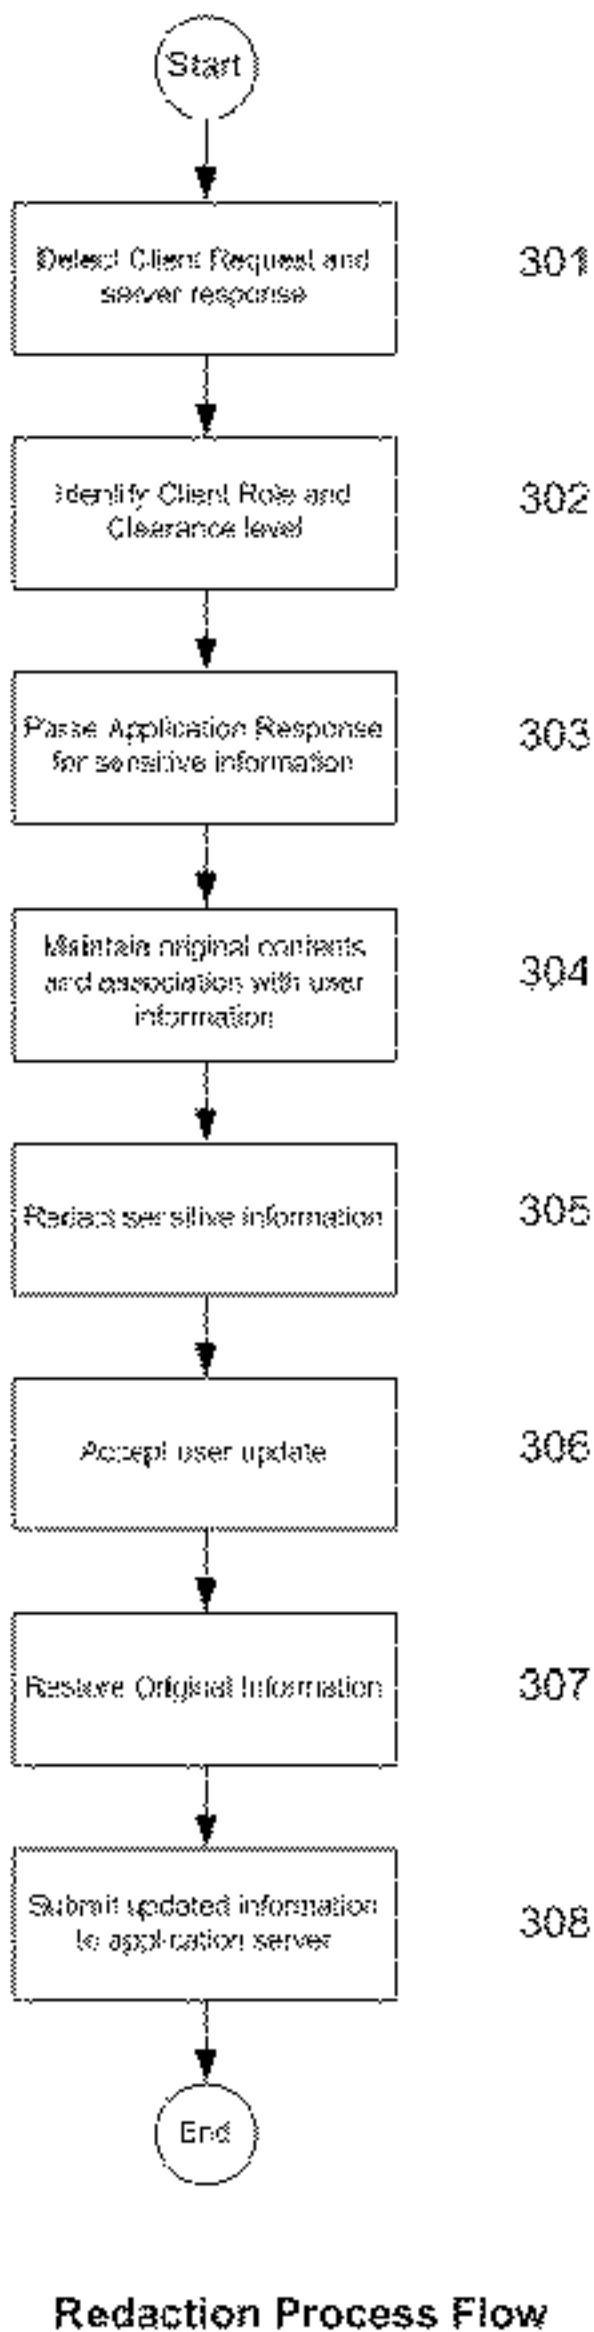 Start
Detect Client Request and
server response
301
Identify Client Role and
Clearance level
302
Parse Application Response
for sensitive information
303
Maintain original contents
and association with user
information
304
Redact sensitive information
305
Accept user update
306
Restore Original Information
307
Submit updated information
to application server
308
End
Redaction Process Flow